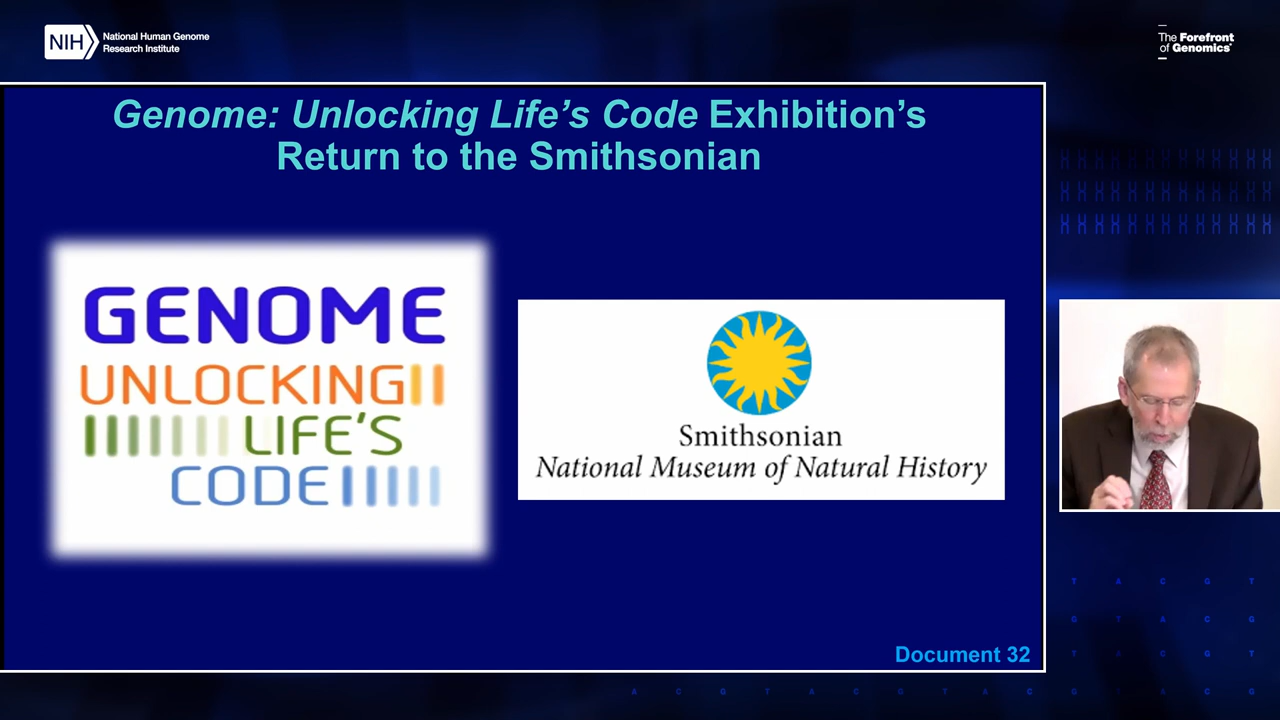 NIH National Human Genome
Research Institute
The Forefront
of Genomics®
Genome: Unlocking Life’s Code Exhibition’s
Return to the Smithsonian
GENOME
UNLOCKING
LIFE’S
CODE
Smithsonian
National Museum of Natural History
Document 32
T A C G T
G T A C G
T A C G T
A C G T A C G T A C G T A C G